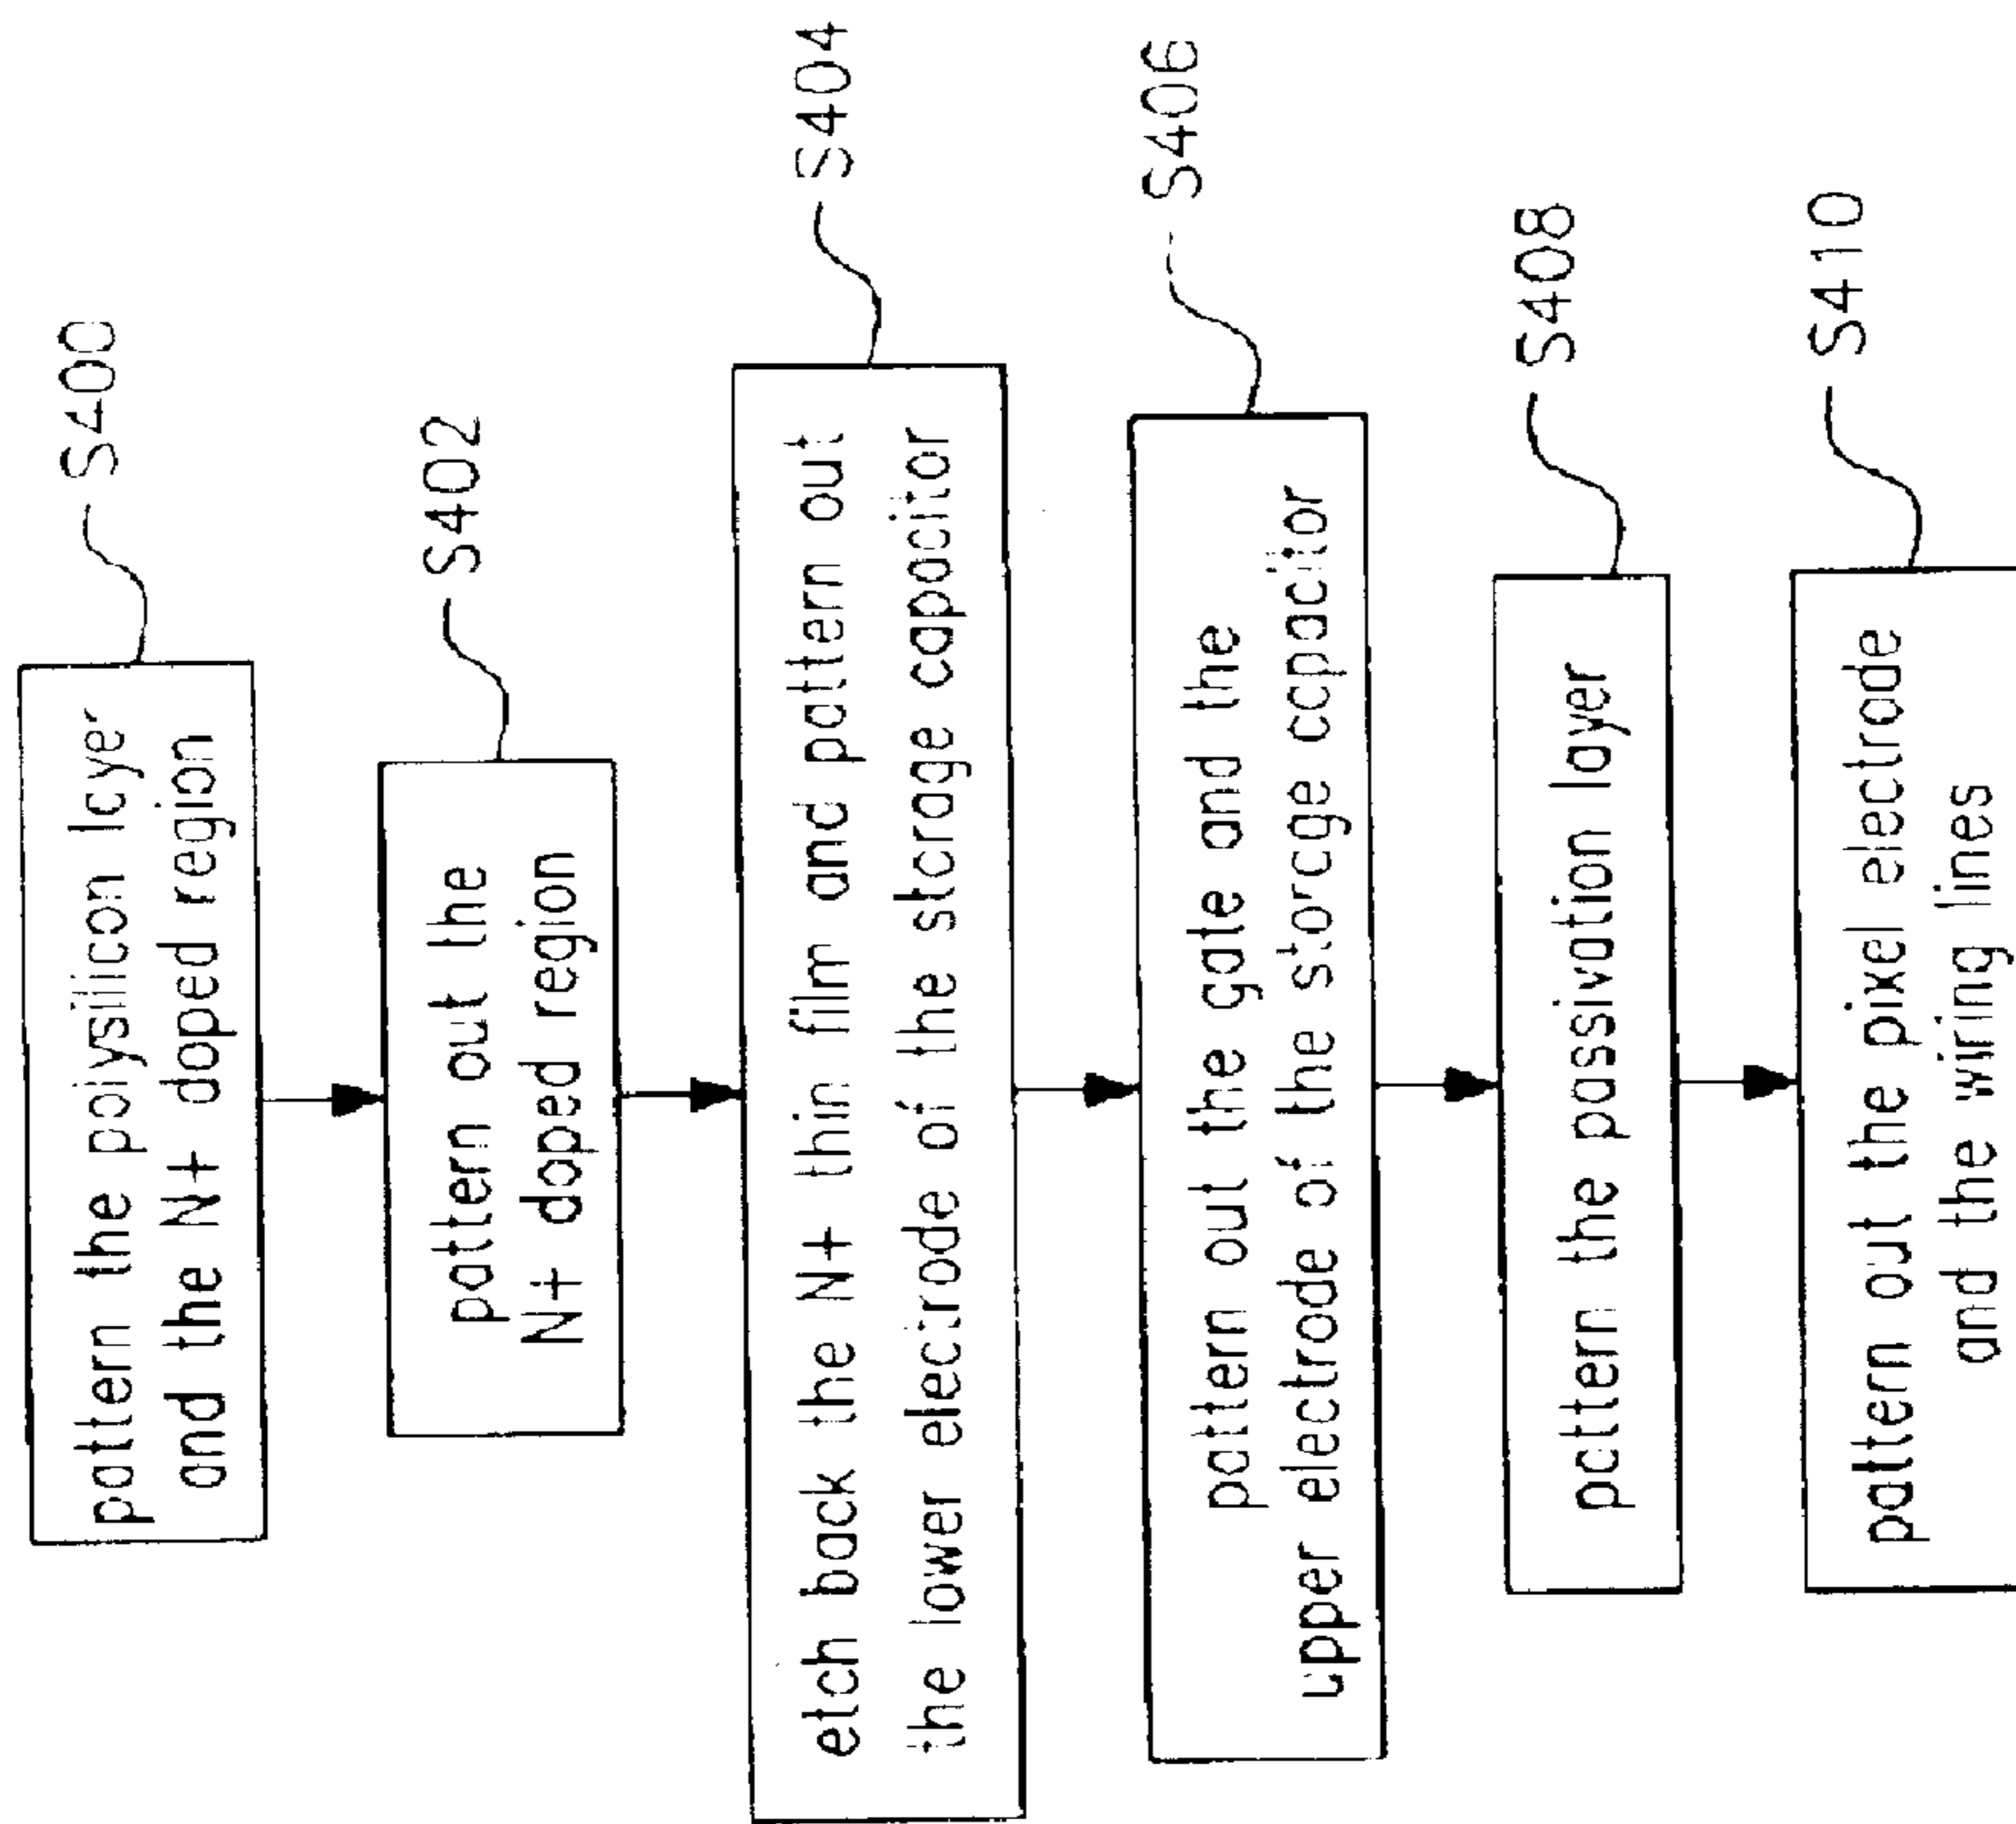 pattern the polysilicon layer
and the N+ doped region
S400
pattern out the
N+ doped region
S402
etch back the N+ thin film and pattern out
the lower electrode of the storage capacitor
S404
pattern out the gate and the
upper electrode of the storage capacitor
S406
pattern the passivation layer
S408
pattern out the pixel electrode
and the wiring lines
S410